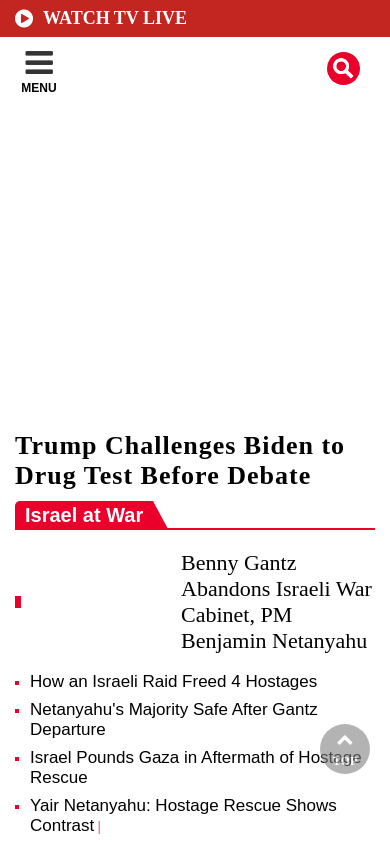 WATCH TV LIVE
MENU
Trump Challenges Biden to
Drug Test Before Debate
Israel at War
Benny Gantz
Abandons Israeli War
Cabinet, PM
Benjamin Netanyahu
How an Israeli Raid Freed 4 Hostages
Netanyahu's Majority Safe After Gantz
Departure
Israel Pounds Gaza in Aftermath of Hostage
Rescue
Yair Netanyahu: Hostage Rescue Shows
Contrast |